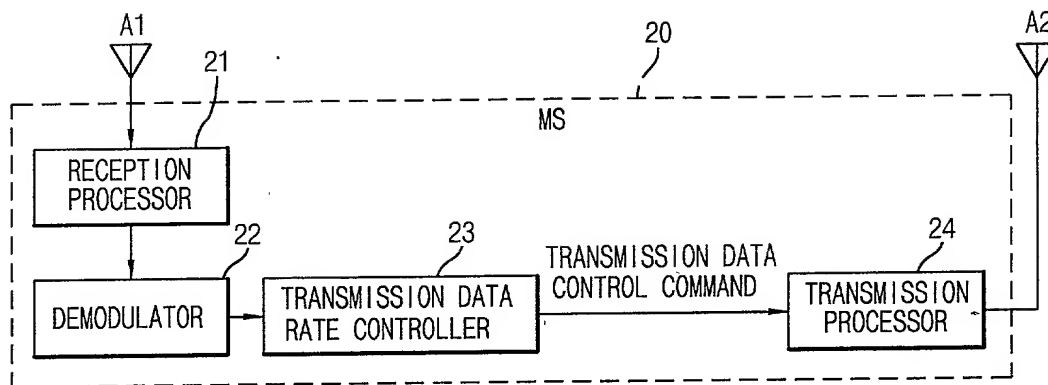 A1
A2
20
21
MS
RECEPTION
PROCESSOR
22
23
24
DEMODULATOR
TRANSMISSION DATA
RATE CONTROLLER
TRANSMISSION DATA
CONTROL COMMAND
TRANSMISSION
PROCESSOR